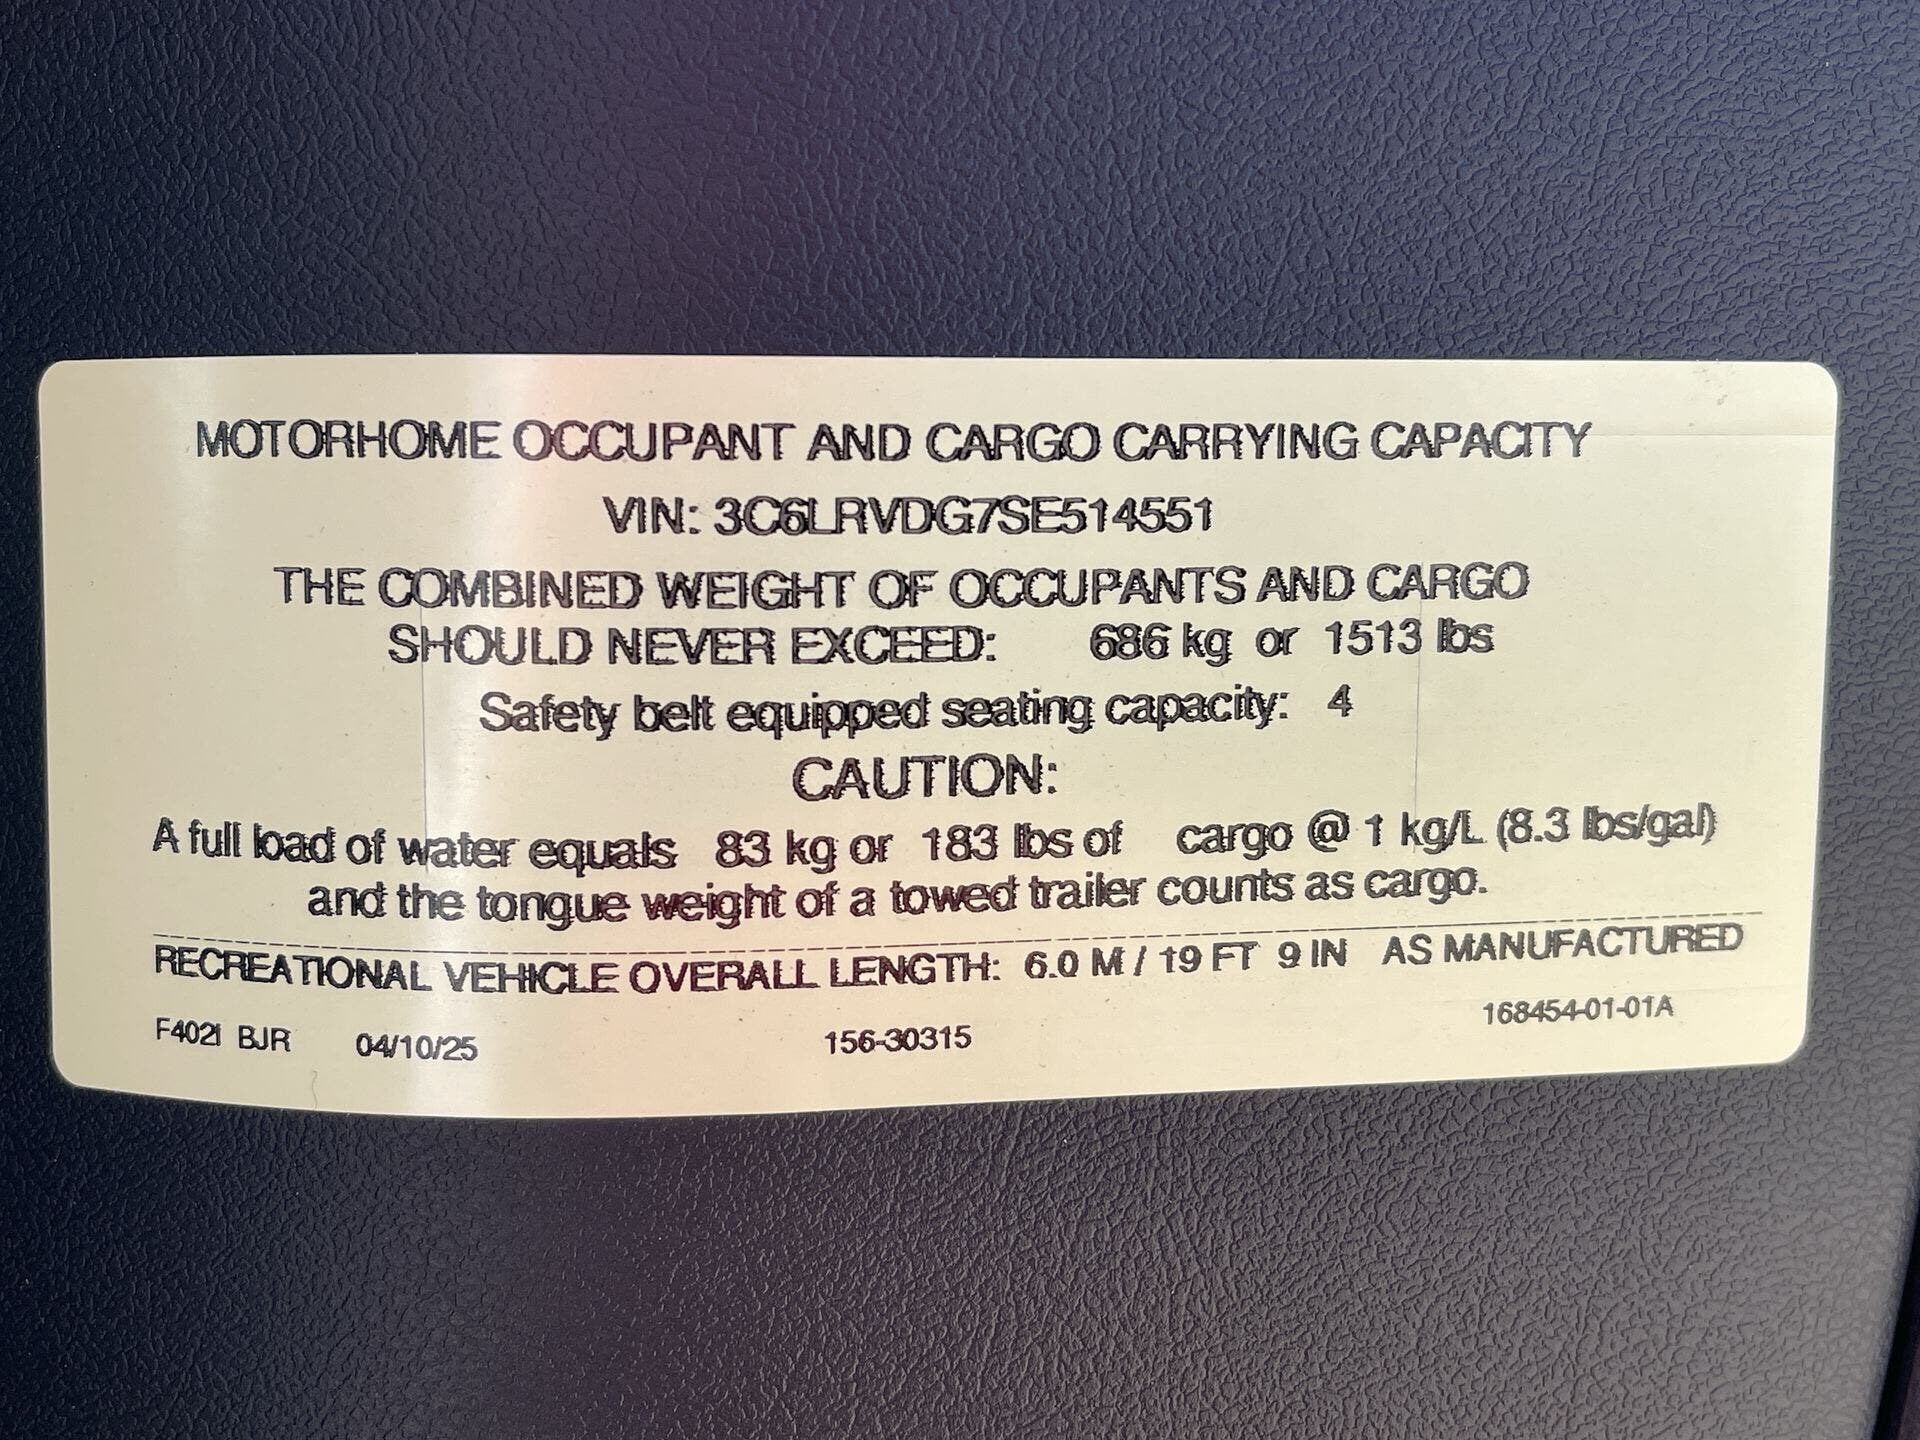 MOTORHOME OCCUPANT AND CARGO CARRYING CAPACITY
VIN: 3C6LRVDG7SE514551
THE COMBINED WEIGHT OF OCCUPANTS AND CARGO
SHOULD NEVER EXCEED: 686 kg or 1513 lbs
Safety belt equipped seating capacity: 4
CAUTION:
A full load of water equals 83 kg or 183 lbs of cargo @ 1 kg/L (8.3 lbs/gal)
and the tongue weight of a towed trailer counts as cargo.
RECREATIONAL VEHICLE OVERALL LENGTH: 6.0 M / 19 FT 9 IN AS MANUFACTURED
F402I BJR 04/10/25 156-30315 168454-01-01A